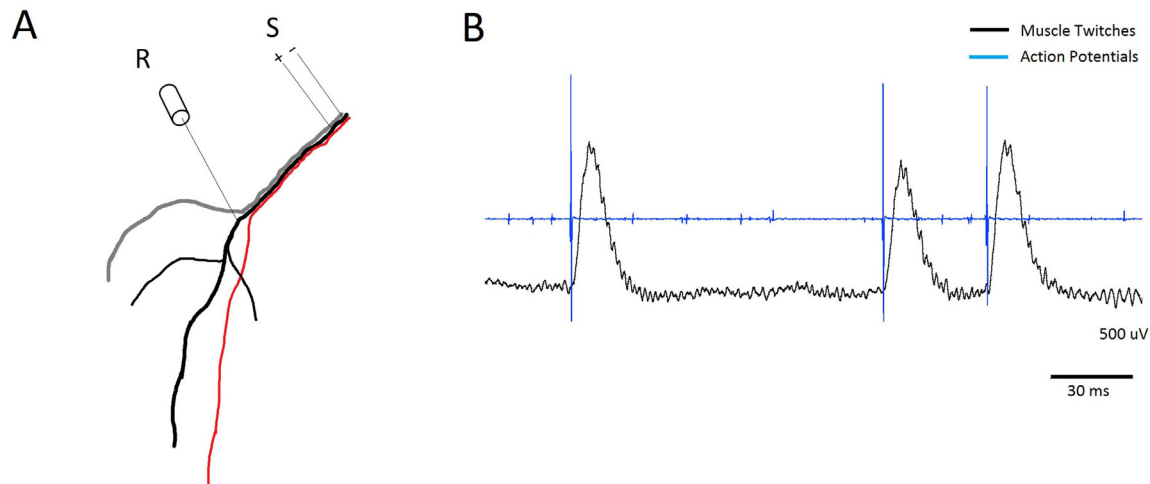 A
S
+ -
R
B
Muscle Twitches
Action Potentials
500 uV
30 ms